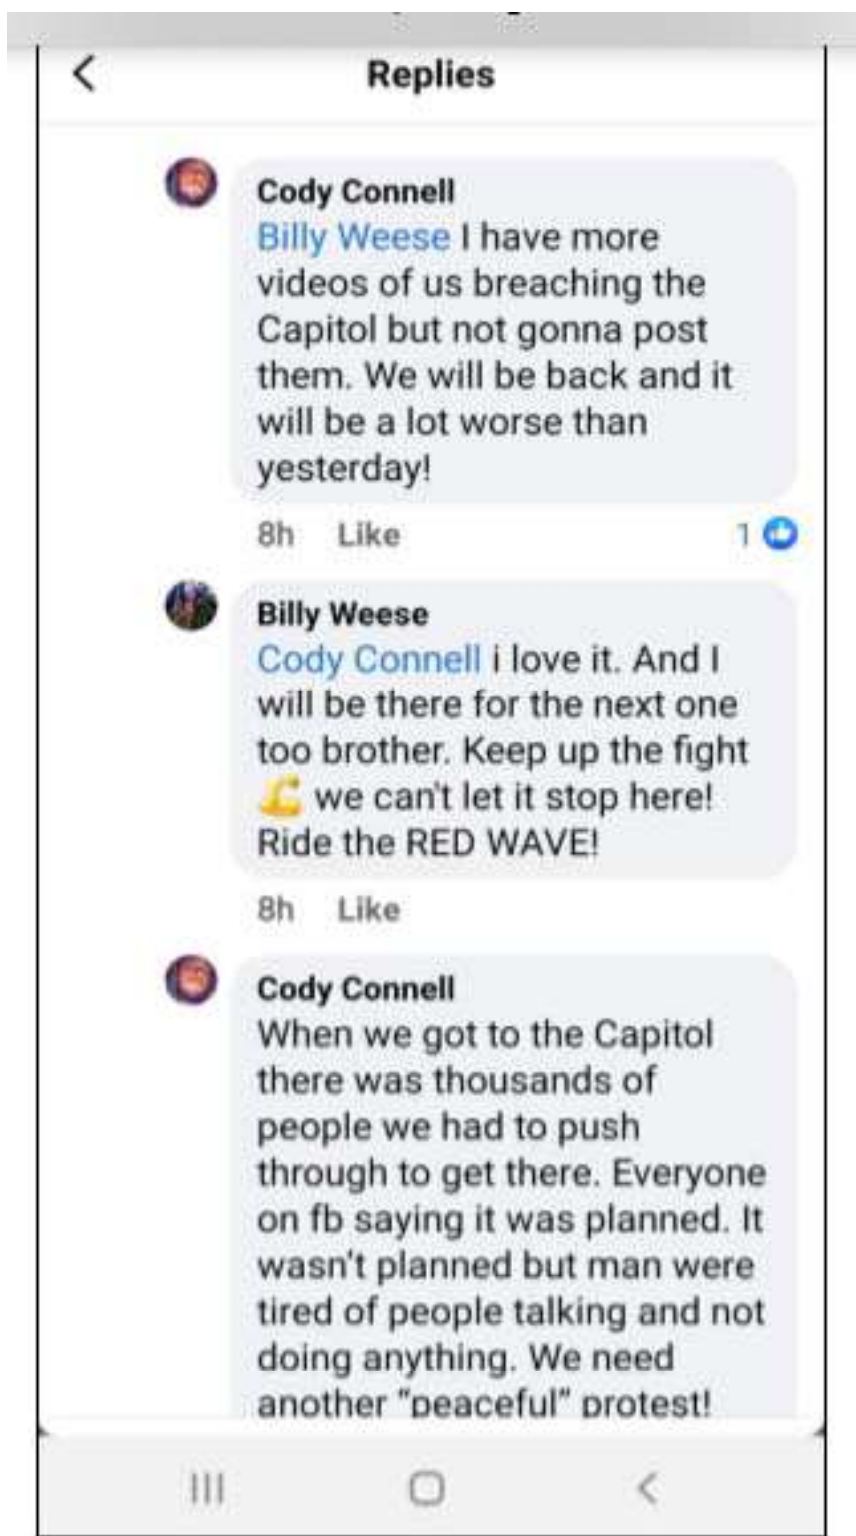 Replies
Cody Connell
Billy Weese I have more
videos of us breaching the
Capitol but not gonna post
them. We will be back and it
will be a lot worse than
yesterday!
8h Like 1
Billy Weese
Cody Connell i love it. And I
will be there for the next one
too brother. Keep up the fight
💪 we can't let it stop here!
Ride the RED WAVE!
8h Like
Cody Connell
When we got to the Capitol
there was thousands of
people we had to push
through to get there. Everyone
on fb saying it was planned. It
wasn't planned but man were
tired of people talking and not
doing anything. We need
another “peaceful” protest!